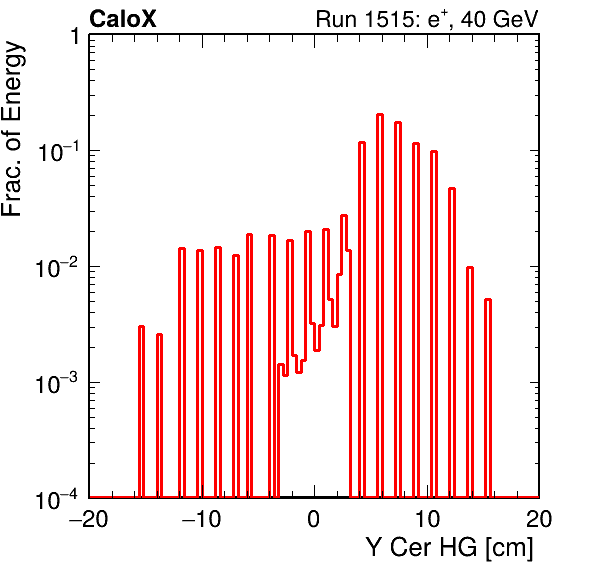 CaloX Run 1515: e⁺, 40 GeV
Frac. of Energy
1
10⁻¹
10⁻²
10⁻³
10⁻⁴
−20 −10 0 10 20
Y Cer HG [cm]